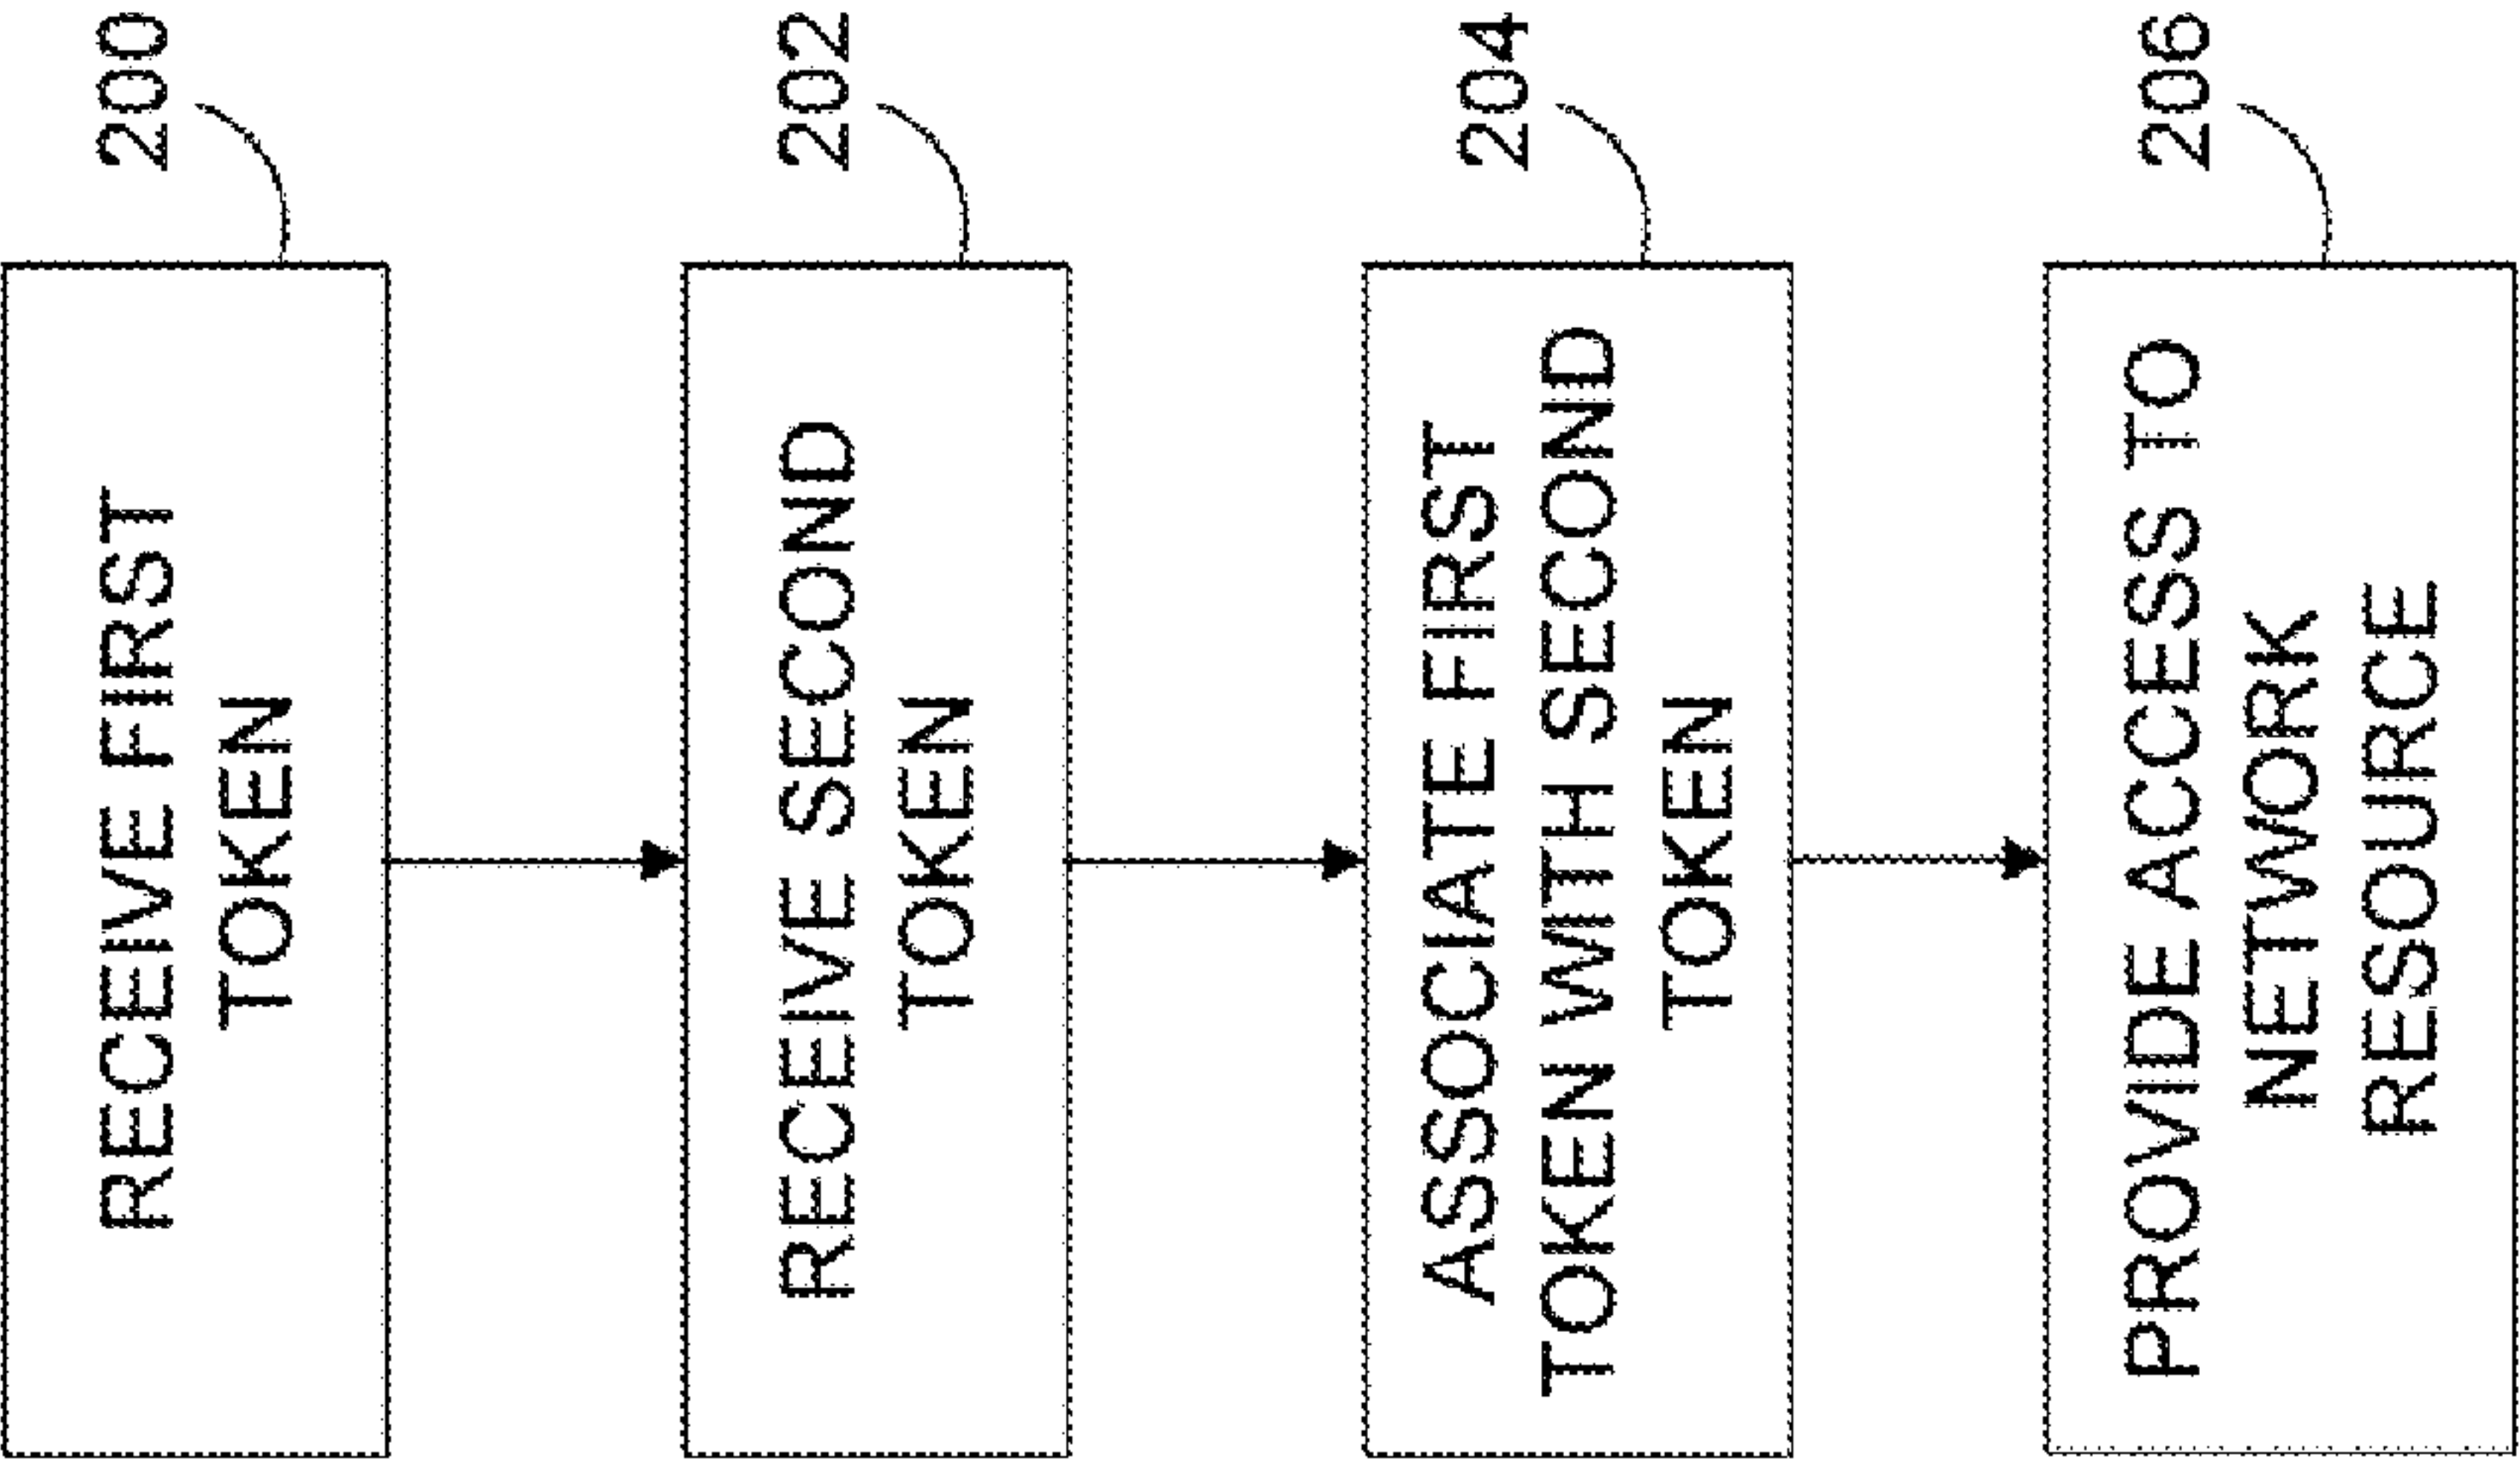 200
RECEIVE FIRST
TOKEN
202
RECEIVE SECOND
TOKEN
204
ASSOCIATE FIRST
TOKEN WITH SECOND
TOKEN
206
PROVIDE ACCESS TO
NETWORK
RESOURCE